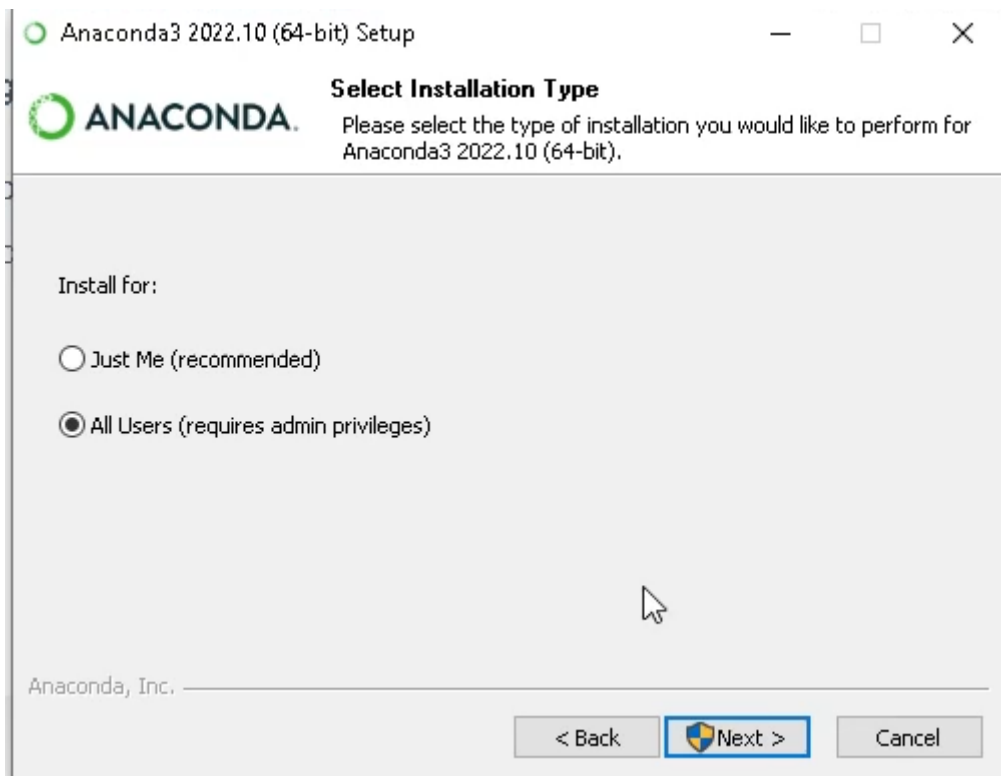 Anaconda3 2022.10 (64-bit) Setup
ANACONDA.
Select Installation Type
Please select the type of installation you would like to perform for
Anaconda3 2022.10 (64-bit).
Install for:
Just Me (recommended)
All Users (requires admin privileges)
Anaconda, Inc.
< Back
Next >
Cancel